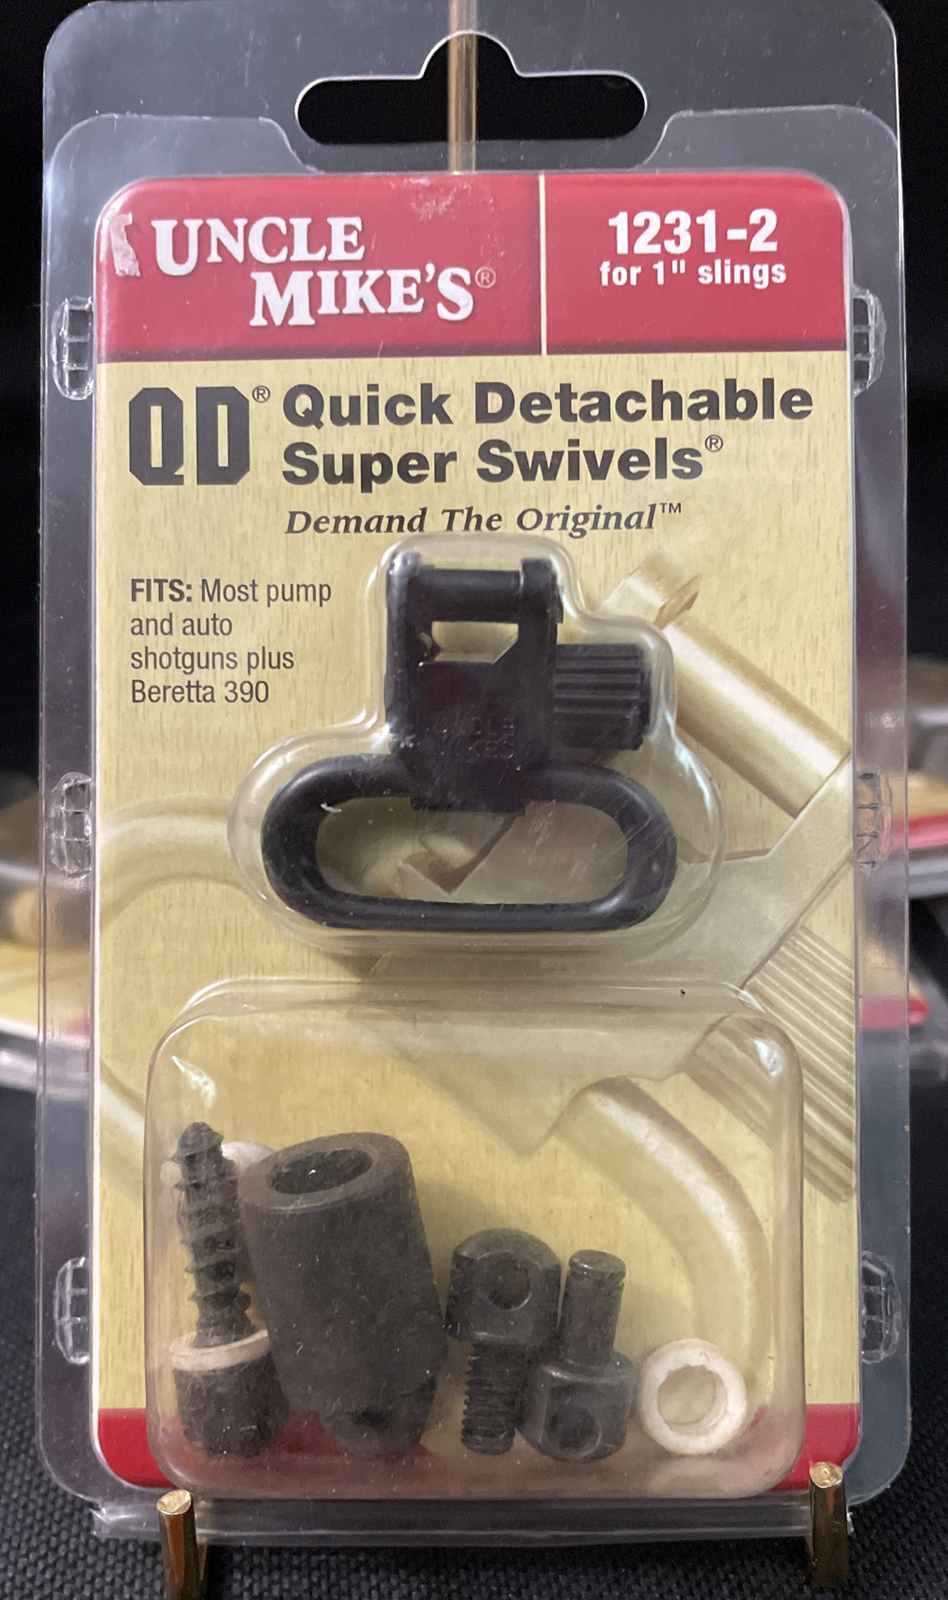 UNCLE
MIKE'S®
1231-2
for 1" slings
QD® Quick Detachable
Super Swivels®
Demand The Original™
FITS: Most pump
and auto
shotguns plus
Beretta 390